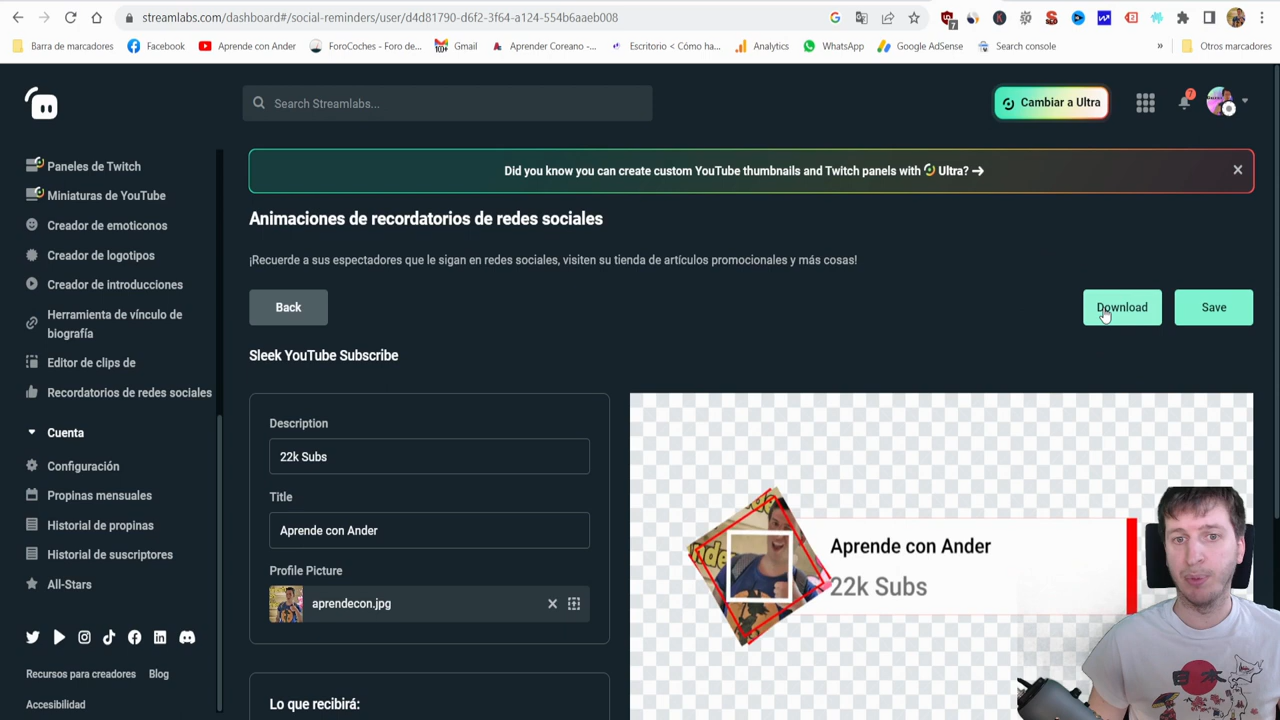 streamlabs.com/dashboard#/social-reminders/user/d4d81790-d6f2-3f64-a124-554b6aaeb008
7
Barra de marcadores
Facebook
Aprende con Ander
ForoCoches - Foro de...
10+
Gmail
Aprender Coreano -...
Escritorio < Cómo ha...
Analytics
WhatsApp
Google AdSense
Search console
»
Otros marcadores
Search Streamlabs...
Cambiar a Ultra
7
Did you know you can create custom YouTube thumbnails and Twitch panels with Ultra? →
Paneles de Twitch
Miniaturas de YouTube
Creador de emoticonos
Creador de logotipos
Creador de introducciones
Herramienta de vínculo de
biografía
Editor de clips de
Recordatorios de redes sociales
Cuenta
Configuración
Propinas mensuales
Historial de propinas
Historial de suscriptores
All-Stars
Recursos para creadores
Blog
Accesibilidad
Animaciones de recordatorios de redes sociales
¡Recuerde a sus espectadores que le sigan en redes sociales, visiten su tienda de artículos promocionales y más cosas!
Back
Download
Save
Sleek YouTube Subscribe
Description
22k Subs
Title
Aprende con Ander
Profile Picture
aprendecon.jpg
Lo que recibirá:
Aprende con Ander
22k Subs
日本